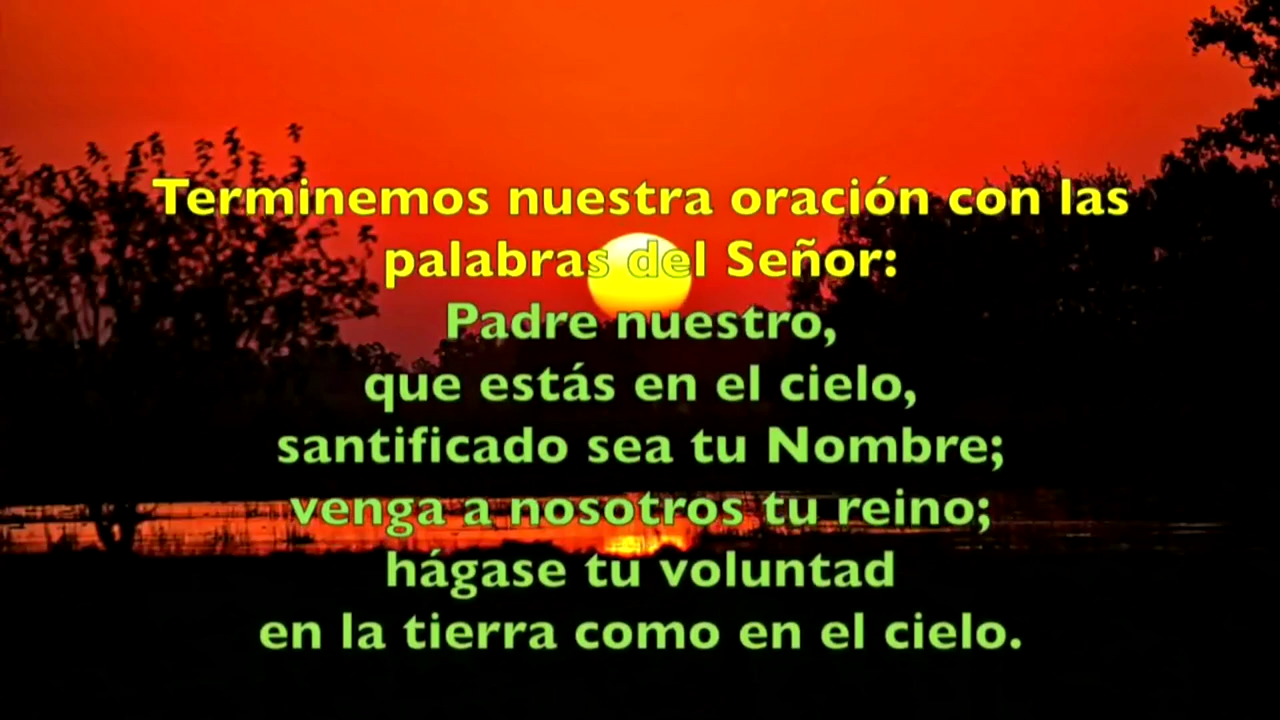 Terminemos nuestra oración con las
palabras del Señor:
Padre nuestro,
que estás en el cielo,
santificado sea tu Nombre;
venga a nosotros tu reino;
hágase tu voluntad
en la tierra como en el cielo.